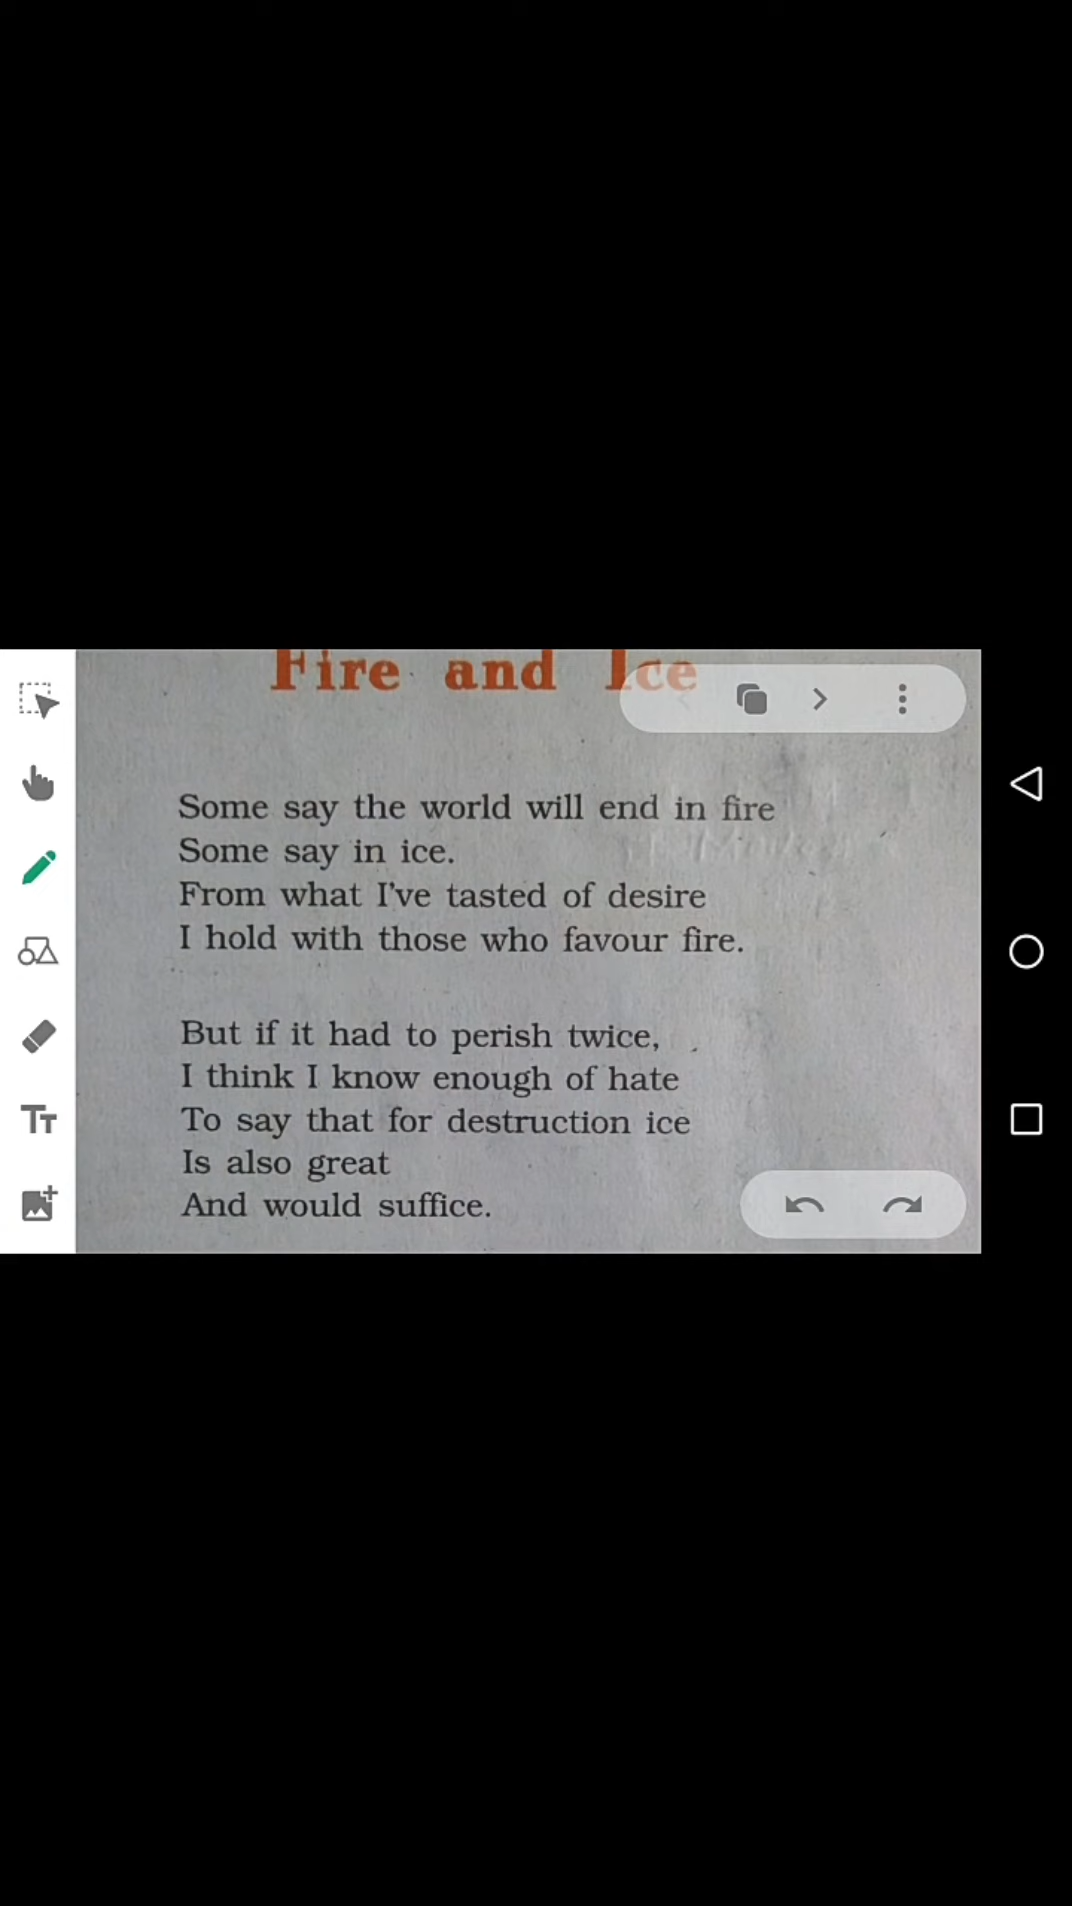 Fire and Ice
Some say the world will end in fire
Some say in ice.
From what I've tasted of desire
I hold with those who favour fire.
But if it had to perish twice,
I think I know enough of hate
To say that for destruction ice
Is also great
And would suffice.